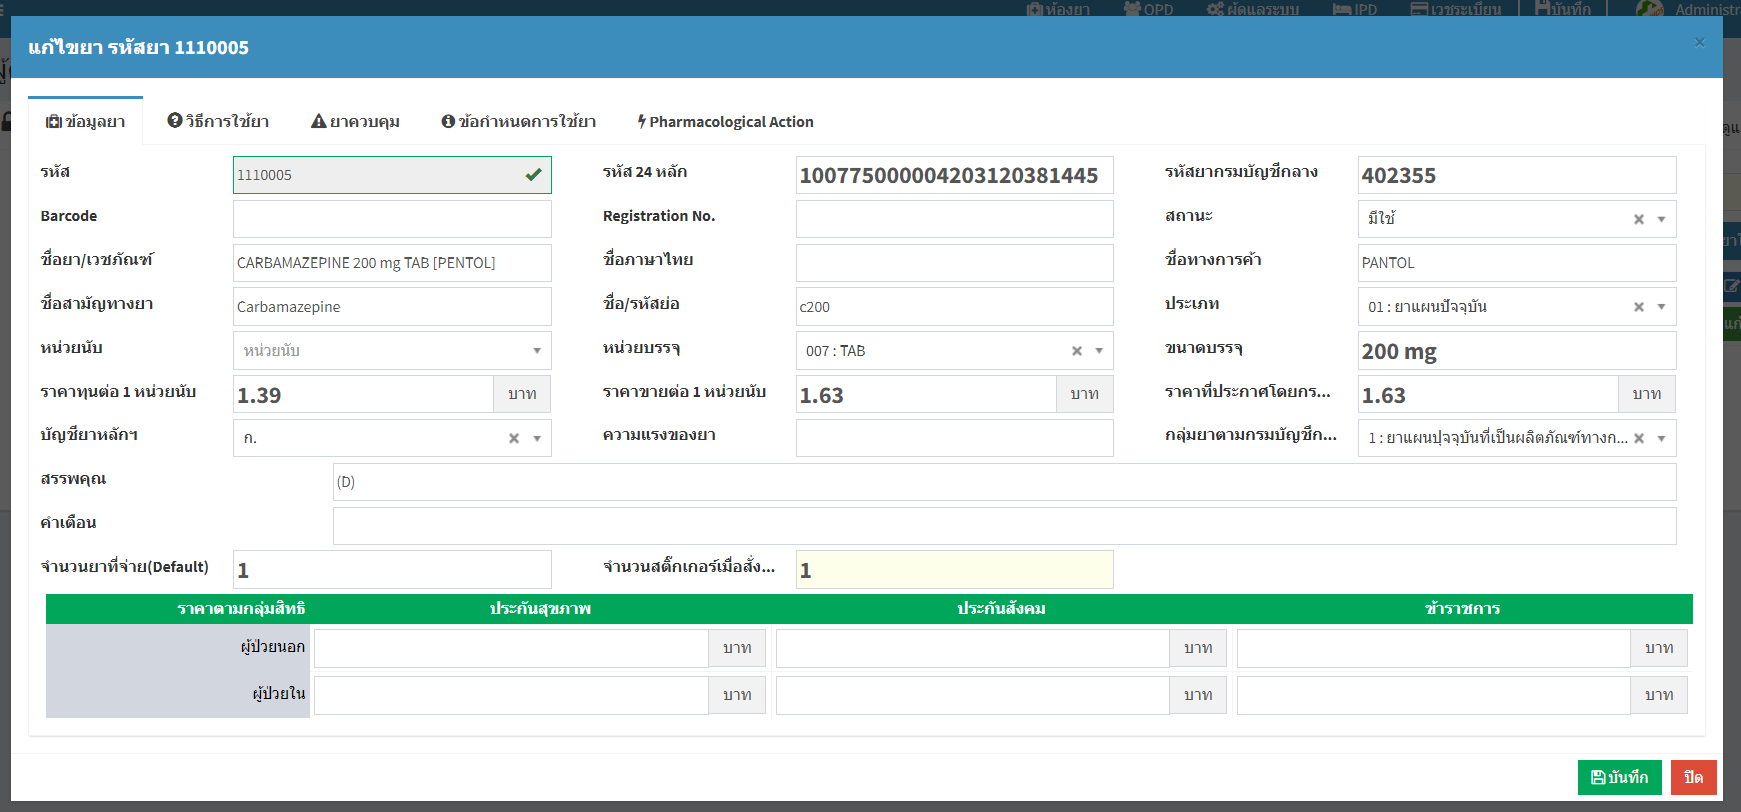 ห้องยา OPD ผู้ดูแลระบบ IPD เวชระเบียน บันทึก
แก้ไขยา รหัสยา 1110005 ×
ข้อมูลยา วิธีการใช้ยา ยาควบคุม ข้อกำหนดการใช้ยา Pharmacological Action
รหัส 1110005 รหัส 24 หลัก 100775000004203120381445 รหัสยากรมบัญชีกลาง 402355
Barcode Registration No. สถานะ มีใช้
ชื่อยา/เวชภัณฑ์ CARBAMAZEPINE 200 mg TAB [PENTOL] ชื่อภาษาไทย ชื่อทางการค้า PANTOL
ชื่อสามัญทางยา Carbamazepine ชื่อ/รหัสย่อ c200 ประเภท 01 : ยาแผนปัจจุบัน
หน่วยนับ หน่วยนับ หน่วยบรรจุ 007 : TAB ขนาดบรรจุ 200 mg
ราคาทุนต่อ 1 หน่วยนับ 1.39 บาท ราคาขายต่อ 1 หน่วยนับ 1.63 บาท ราคาที่ประกาศโดยกร... 1.63 บาท
บัญชียาหลักฯ ก. ความแรงของยา กลุ่มยาตามกรมบัญชีก... 1 : ยาแผนปุจจุบันที่เป็นผลิตภัณฑ์ทางก...
สรรพคุณ (D)
คำเตือน
จำนวนยาที่จ่าย(Default) 1 จำนวนสติ๊กเกอร์เมื่อสั่ง... 1
ราคาตามกลุ่มสิทธิ ประกันสุขภาพ ประกันสังคม ข้าราชการ
ผู้ป่วยนอก บาท บาท บาท
ผู้ป่วยใน บาท บาท บาท
บันทึก ปิด